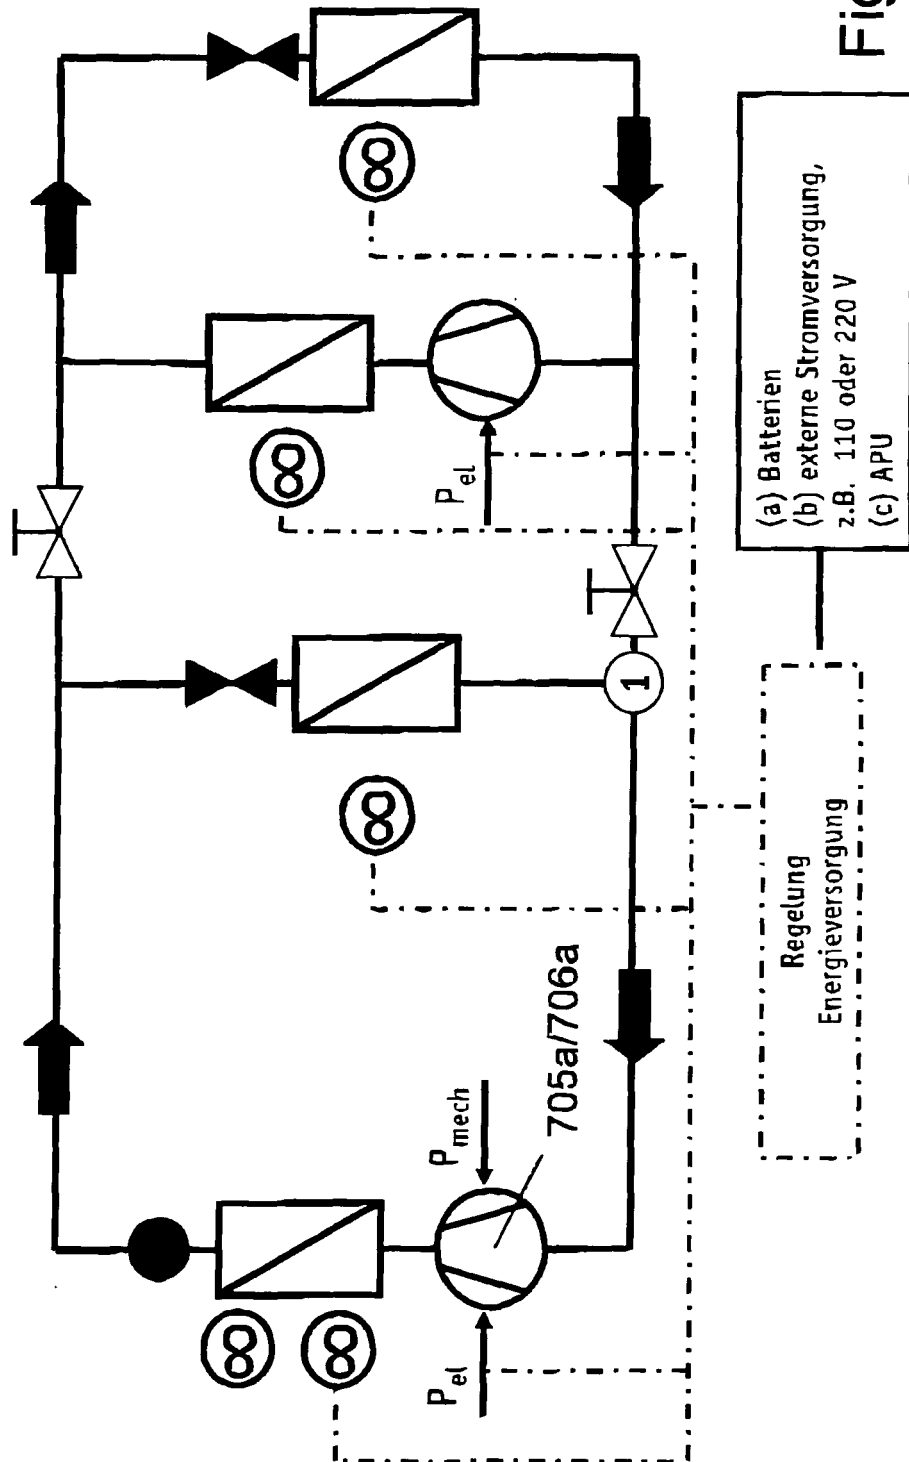 Fig
P_el
P_mech
705a/706a
1
P_el
Regelung
Energieversorgung
(a) Batterien
(b) externe Stromversorgung,
z.B. 110 oder 220 V
(c) APU